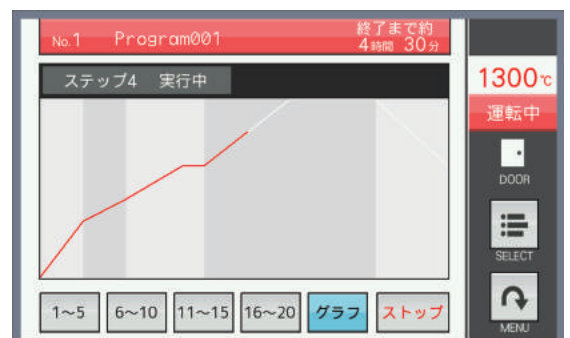 No.1 Program001
終了まで約
4時間 30分
ステップ4 実行中
1300℃
運転中
DOOR
SELECT
1～5 6～10 11～15 16～20 グラフ ストップ
MENU